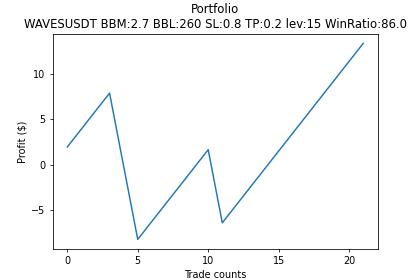 Portfolio
WAVESUSDT BBM:2.7 BBL:260 SL:0.8 TP:0.2 lev:15 WinRatio:86.0
10
5
0
−5
Profit ($)
0 5 10 15 20
Trade counts